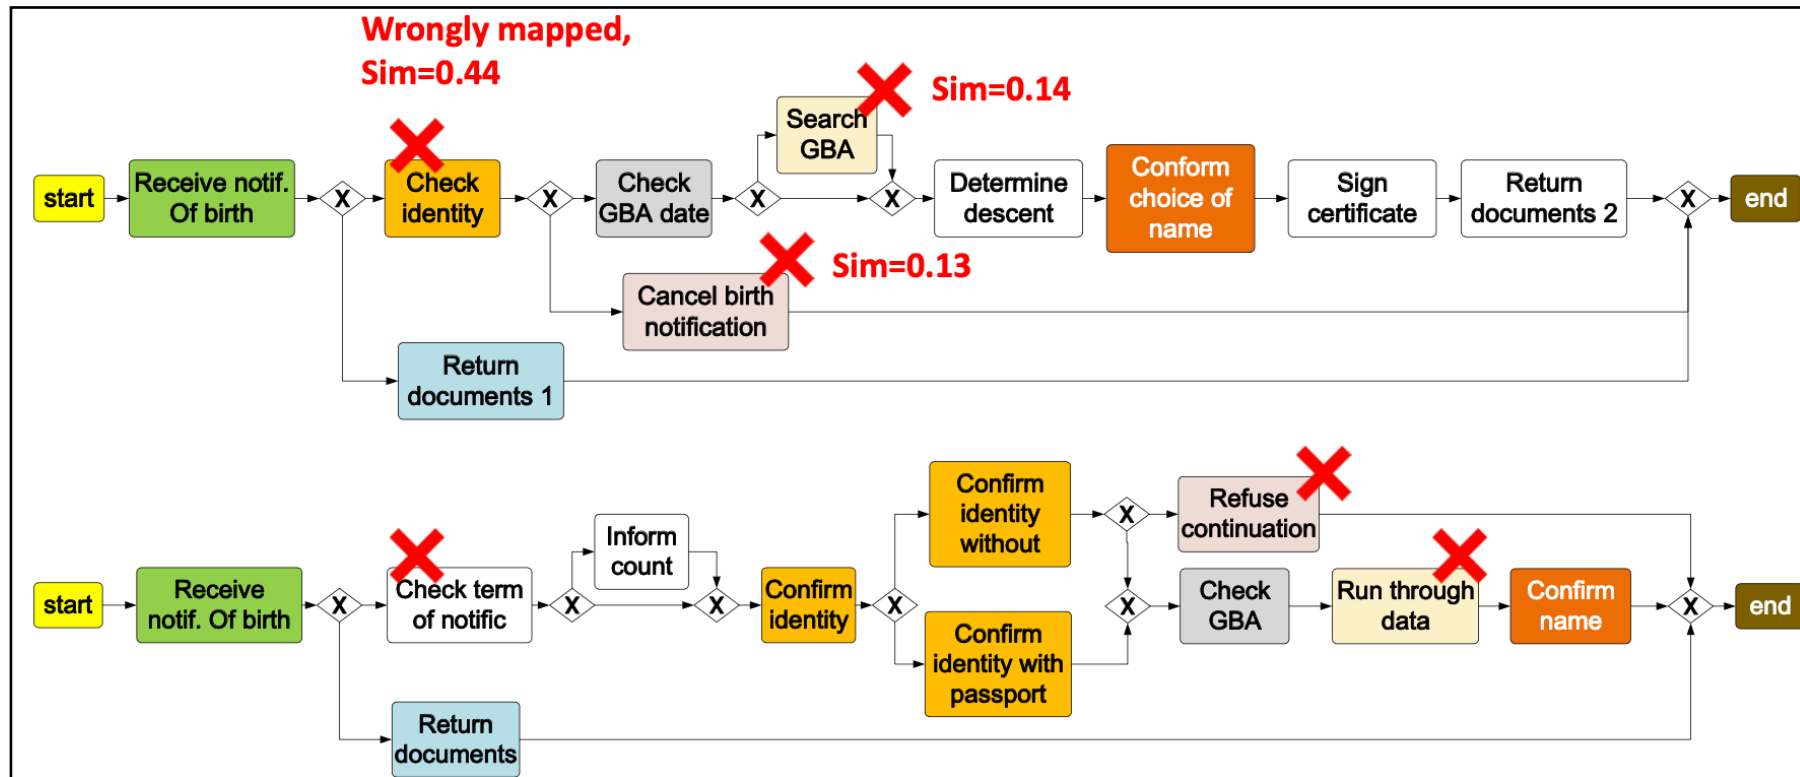 Wrongly mapped,
Sim=0.44
Sim=0.14
Search
GBA
start
Receive notif.
Of birth
X
Check
identity
X
Check
GBA date
X
X
Determine
descent
Conform
choice of
name
Sign
certificate
Return
documents 2
X
end
Sim=0.13
Cancel birth
notification
Return
documents 1
Confirm
identity
without
X
Refuse
continuation
Inform
count
start
Receive
notif. Of birth
X
Check term
of notific
X
X
Confirm
identity
X
X
Check
GBA
Run through
data
Confirm
name
X
end
Confirm
identity with
passport
Return
documents